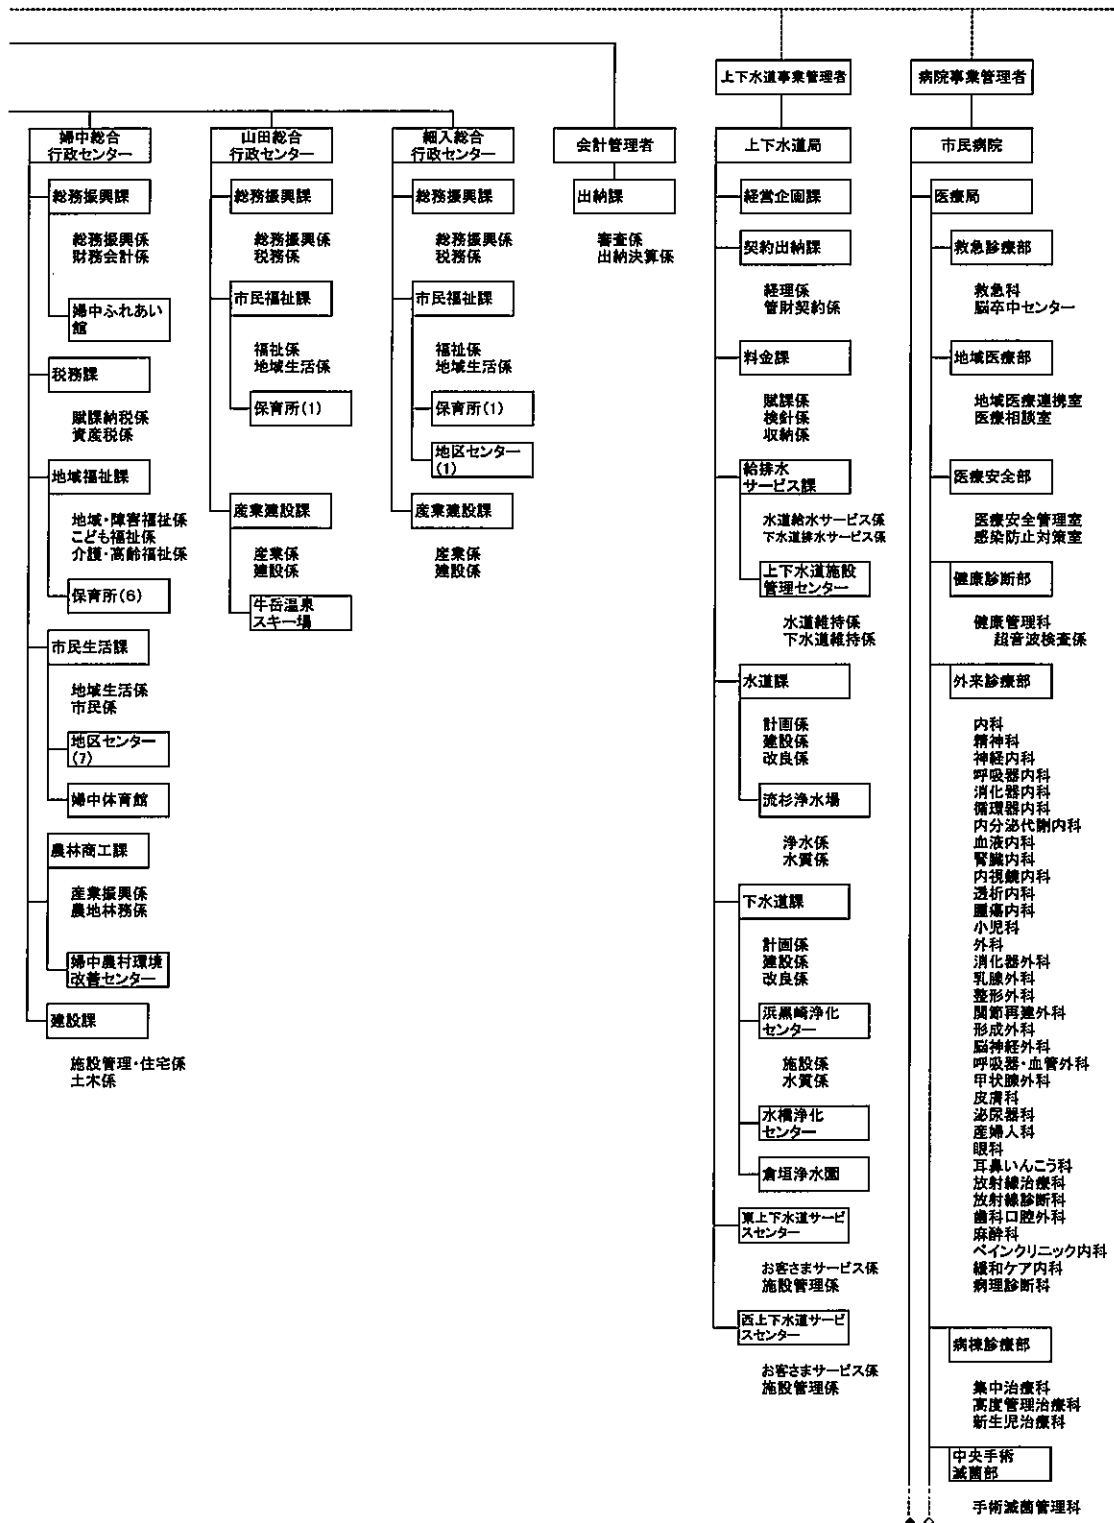 上下水道事業管理者
病院事業管理者
婦中総合
行政センター
総務振興課
総務振興係
財務会計係
婦中ふれあい
館
税務課
賦課納税係
資産税係
地域福祉課
地域・障害福祉係
こども福祉係
介護・高齢福祉係
保育所(6)
市民生活課
地域生活係
市民係
地区センター
(7)
婦中体育館
農林商工課
産業振興係
農地林務係
婦中農村環境
改善センター
建設課
施設管理・住宅係
土木係
山田総合
行政センター
総務振興課
総務振興係
税務係
市民福祉課
福祉係
地域生活係
保育所(1)
産業建設課
産業係
建設係
牛岳温泉
スキー場
細入総合
行政センター
総務振興課
総務振興係
税務係
市民福祉課
福祉係
地域生活係
保育所(1)
地区センター
(1)
産業建設課
産業係
建設係
会計管理者
出納課
審査係
出納決算係
上下水道局
経営企画課
契約出納課
経理係
管財契約係
料金課
賦課係
検針係
収納係
給排水
サービス課
水道給水サービス係
下水道排水サービス係
上下水道施設
管理センター
水道維持係
下水道維持係
水道課
計画係
建設係
改良係
流杉浄水場
浄水係
水質係
下水道課
計画係
建設係
改良係
浜黒崎浄化
センター
施設係
水質係
水橋浄化
センター
倉垣浄水園
東上下水道サービ
スセンター
お客さまサービス係
施設管理係
西上下水道サービ
スセンター
お客さまサービス係
施設管理係
市民病院
医療局
救急診療部
救急科
脳卒中センター
地域医療部
地域医療連携室
医療相談室
医療安全部
医療安全管理室
感染防止対策室
健康診断部
健康管理科
超音波検査係
外来診療部
内科
精神科
神経内科
呼吸器内科
消化器内科
循環器内科
内分泌代謝内科
血液内科
腎臓内科
内視鏡内科
透析内科
腫瘍内科
小児科
外科
消化器外科
乳腺外科
整形外科
関節再建外科
形成外科
脳神経外科
呼吸器・血管外科
甲状腺外科
皮膚科
泌尿器科
産婦人科
眼科
耳鼻いんこう科
放射線治療科
放射線診断科
歯科口腔外科
麻酔科
ペインクリニック内科
緩和ケア内科
病理診断科
病棟診療部
集中治療科
高度管理治療科
新生児治療科
中央手術
滅菌部
手術滅菌管理科